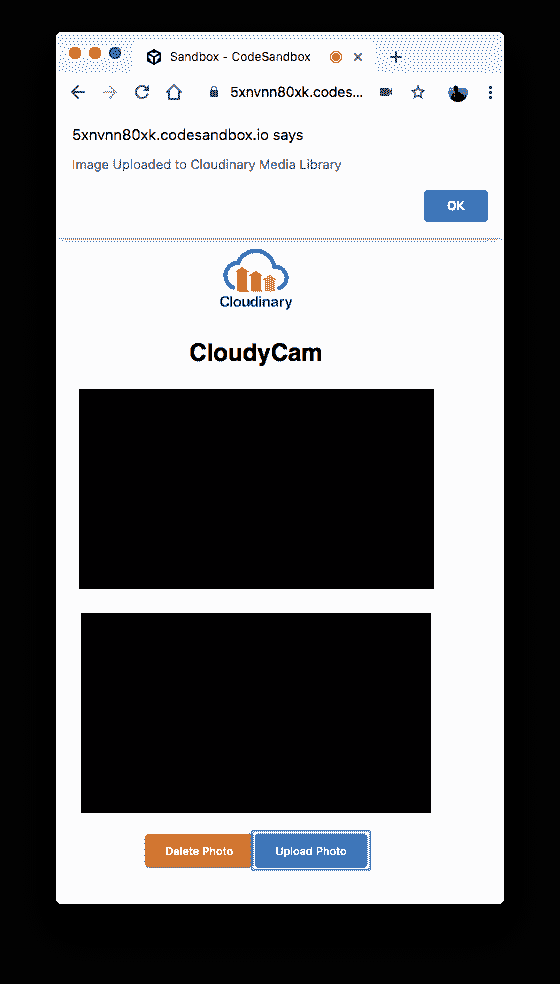 Sandbox - CodeSandbox
5xnvnn80xk.codes...
5xnvnn80xk.codesandbox.io says
Image Uploaded to Cloudinary Media Library
OK
Cloudinary
CloudyCam
Delete Photo Upload Photo